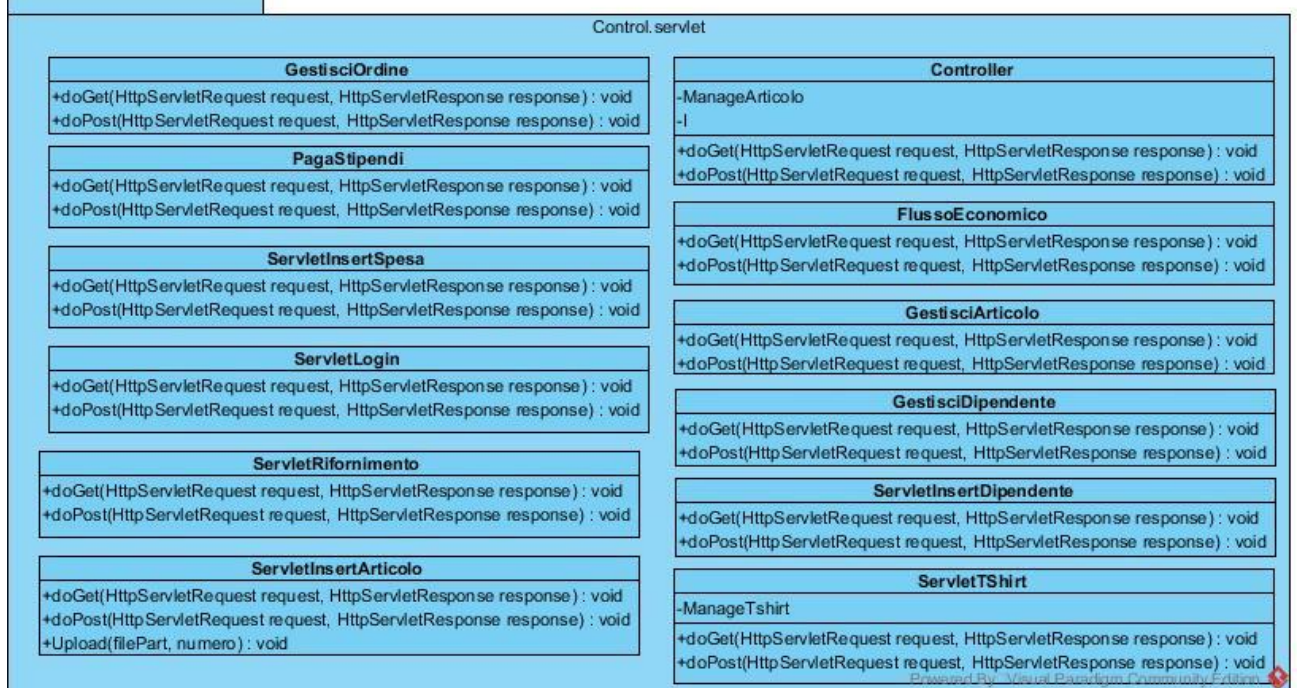 Control.servlet
GestisciOrdine
+doGet(HttpServletRequest request, HttpServletResponse response) : void
+doPost(HttpServletRequest request, HttpServletResponse response) : void
PagaStipendi
+doGet(HttpServletRequest request, HttpServletResponse response) : void
+doPost(HttpServletRequest request, HttpServletResponse response) : void
ServletInsertSpesa
+doGet(HttpServletRequest request, HttpServletResponse response) : void
+doPost(HttpServletRequest request, HttpServletResponse response) : void
ServletLogin
+doGet(HttpServletRequest request, HttpServletResponse response) : void
+doPost(HttpServletRequest request, HttpServletResponse response) : void
ServletRifornimento
+doGet(HttpServletRequest request, HttpServletResponse response) : void
+doPost(HttpServletRequest request, HttpServletResponse response) : void
ServletInsertArticolo
+doGet(HttpServletRequest request, HttpServletResponse response) : void
+doPost(HttpServletRequest request, HttpServletResponse response) : void
+Upload(filePart, numero) : void
Controller
-ManageArticolo
-I
+doGet(HttpServletRequest request, HttpServletResponse response) : void
+doPost(HttpServletRequest request, HttpServletResponse response) : void
FlussoEconomico
+doGet(HttpServletRequest request, HttpServletResponse response) : void
+doPost(HttpServletRequest request, HttpServletResponse response) : void
GestisciArticolo
+doGet(HttpServletRequest request, HttpServletResponse response) : void
+doPost(HttpServletRequest request, HttpServletResponse response) : void
GestisciDipendente
+doGet(HttpServletRequest request, HttpServletResponse response) : void
+doPost(HttpServletRequest request, HttpServletResponse response) : void
ServletInsertDipendente
+doGet(HttpServletRequest request, HttpServletResponse response) : void
+doPost(HttpServletRequest request, HttpServletResponse response) : void
ServletTShirt
-ManageTshirt
+doGet(HttpServletRequest request, HttpServletResponse response) : void
+doPost(HttpServletRequest request, HttpServletResponse response) : void
Powered By Visual Paradigm Community Edition